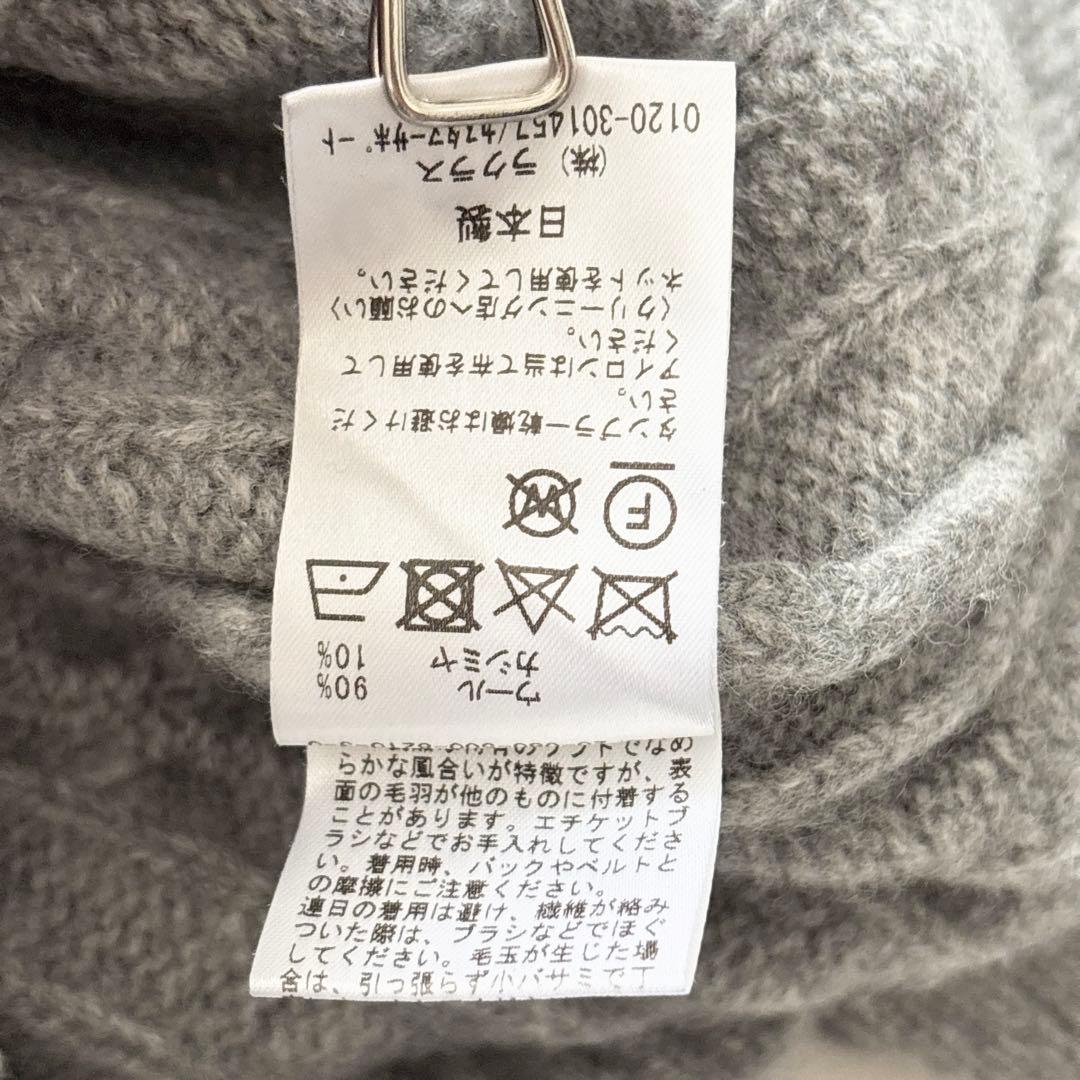 ウール 90%
カシミヤ 10%
F
W
タンブラー乾燥はお避けくだ
さい。
アイロンは当て布を使用して
ください。
〈クリーニング店へのお願い〉
ネットを使用してください。
日本製
(株)ラクラス
0120-301457/カスタマーサポート
らかな風合いが特徴ですが、表
面の毛羽が他のものに付着する
ことがあります。エチケットブ
ラシなどでお手入れしてくださ
い。着用時、バックやベルトと
の摩擦にご注意ください。
連日の着用は避け、繊維が絡み
ついた際は、ブラシなどでほぐ
してください。毛玉が生じた場
合は、引っ張らず小バサミで丁